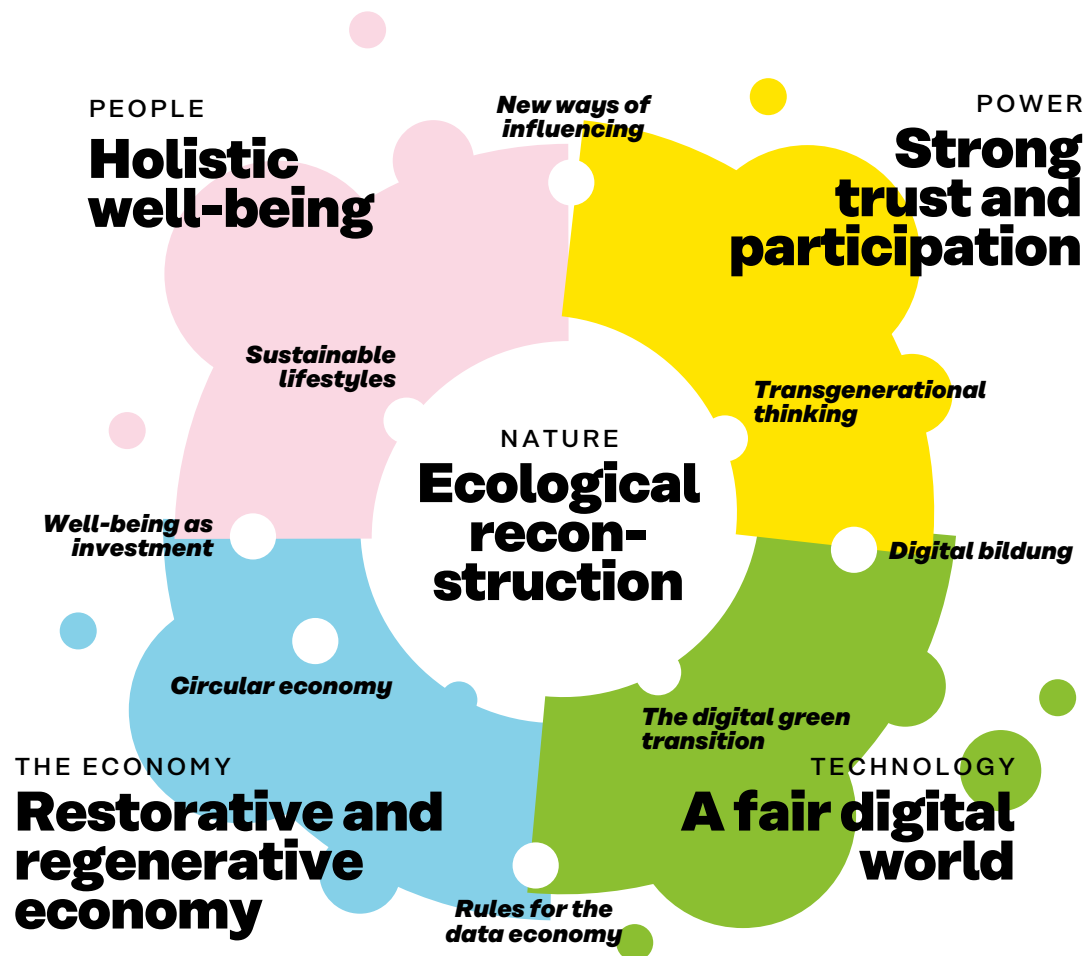 PEOPLE
Holistic
well-being
New ways of
influencing
POWER
Strong
trust and
participation
Sustainable
lifestyles
Transgenerational
thinking
NATURE
Ecological
recon-
struction
Well-being as
investment
Digital bildung
Circular economy
The digital green
transition
THE ECONOMY
Restorative and
regenerative
economy
TECHNOLOGY
A fair digital
world
Rules for the
data economy